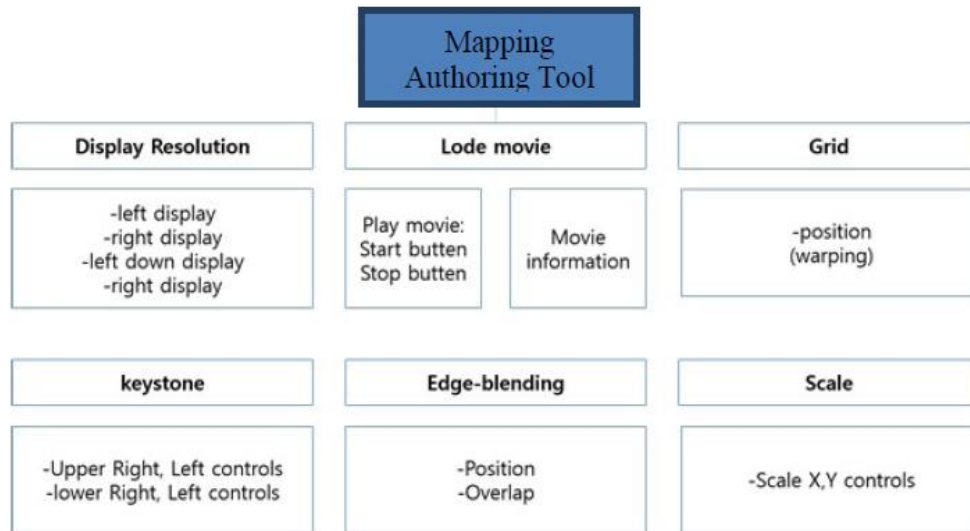 Mapping
Authoring Tool
Display Resolution
Lode movie
Grid
-left display
-right display
-left down display
-right display
Play movie:
Start butten
Stop butten
Movie
information
-position
(warping)
keystone
Edge-blending
Scale
-Upper Right, Left controls
-lower Right, Left controls
-Position
-Overlap
-Scale X,Y controls